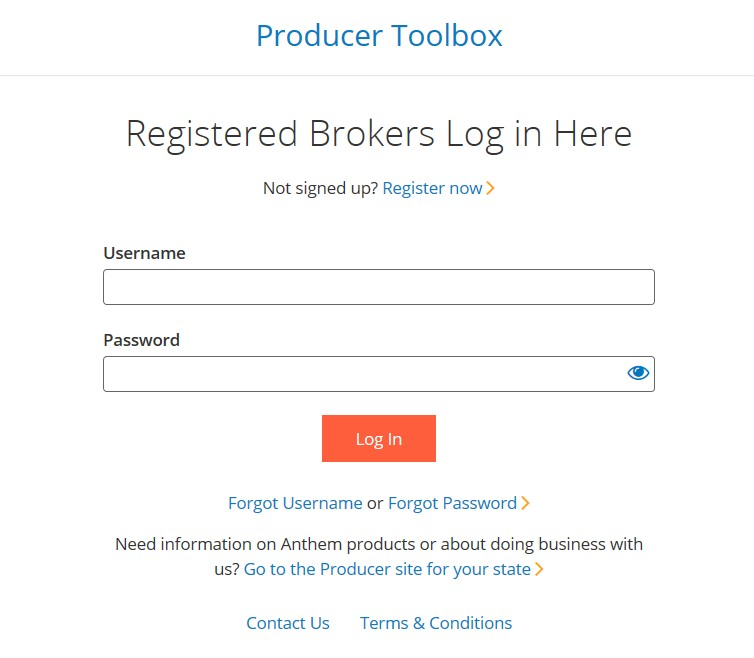 Producer Toolbox
Registered Brokers Log in Here
Not signed up? Register now
Username
Password
Log In
Forgot Username or Forgot Password
Need information on Anthem products or about doing business with
us? Go to the Producer site for your state
Contact Us Terms & Conditions